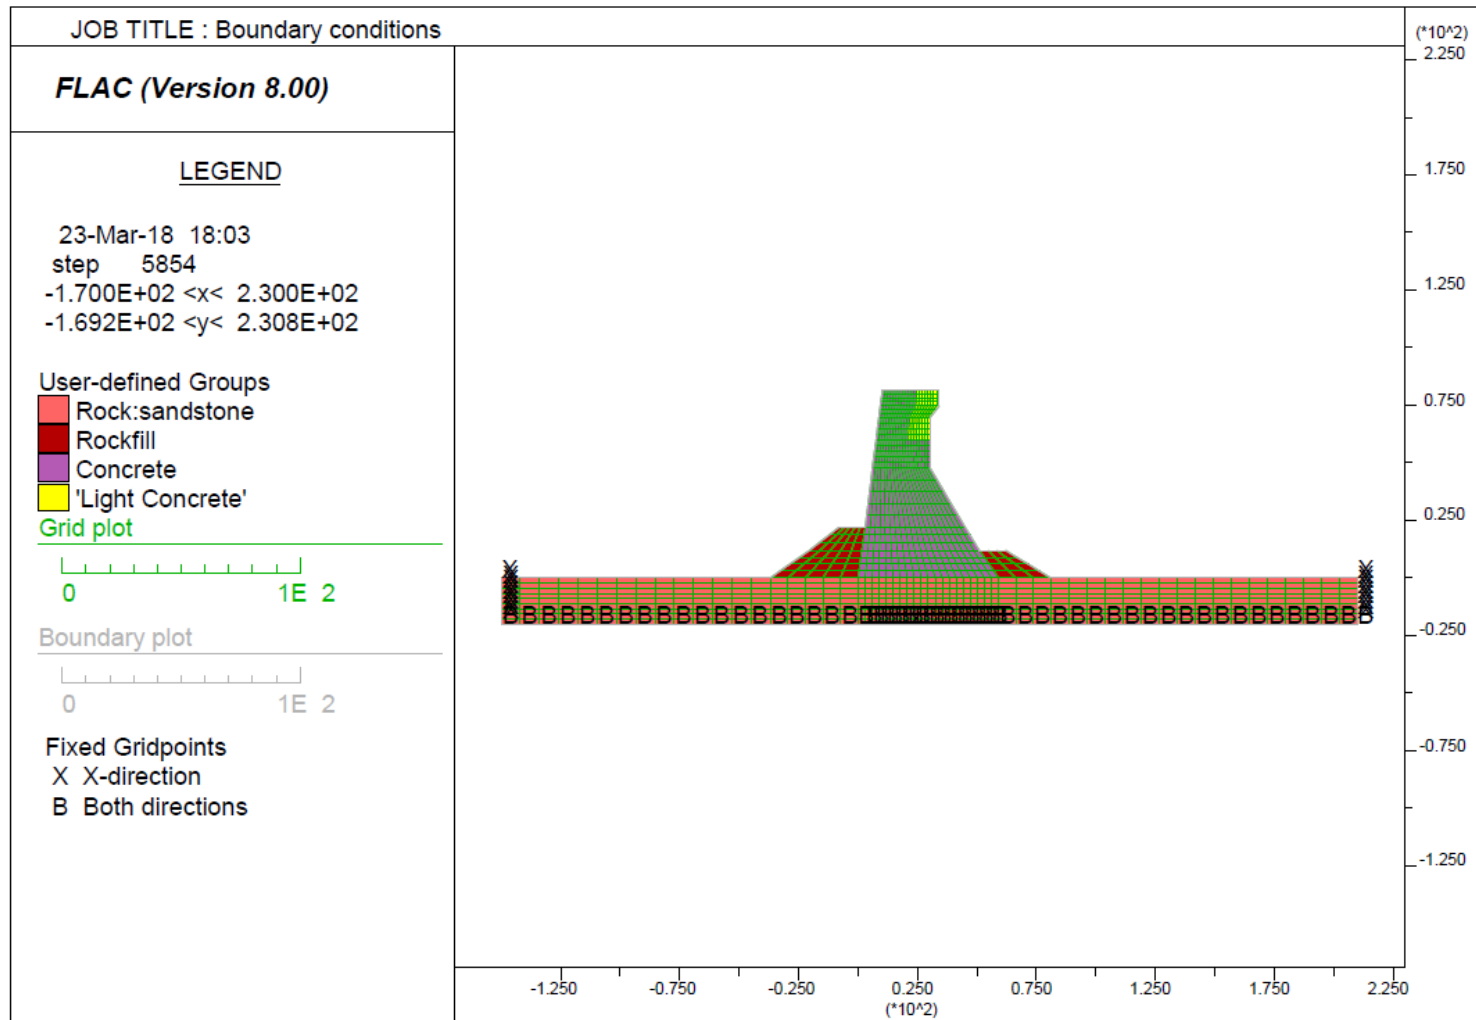 JOB TITLE : Boundary conditions
FLAC (Version 8.00)
LEGEND
23-Mar-18 18:03
step 5854
-1.700E+02 <x< 2.300E+02
-1.692E+02 <y< 2.308E+02
User-defined Groups
Rock:sandstone
Rockfill
Concrete
'Light Concrete'
Grid plot
0 1E 2
Boundary plot
0 1E 2
Fixed Gridpoints
X X-direction
B Both directions
(*10^2)
2.250
1.750
1.250
0.750
0.250
-0.250
-0.750
-1.250
X X
B B B B B B B B B B B B B B B B B B B B B B B B B B B B B B B B B B B B B B B
-1.250 -0.750 -0.250 0.250 0.750 1.250 1.750 2.250
(*10^2)